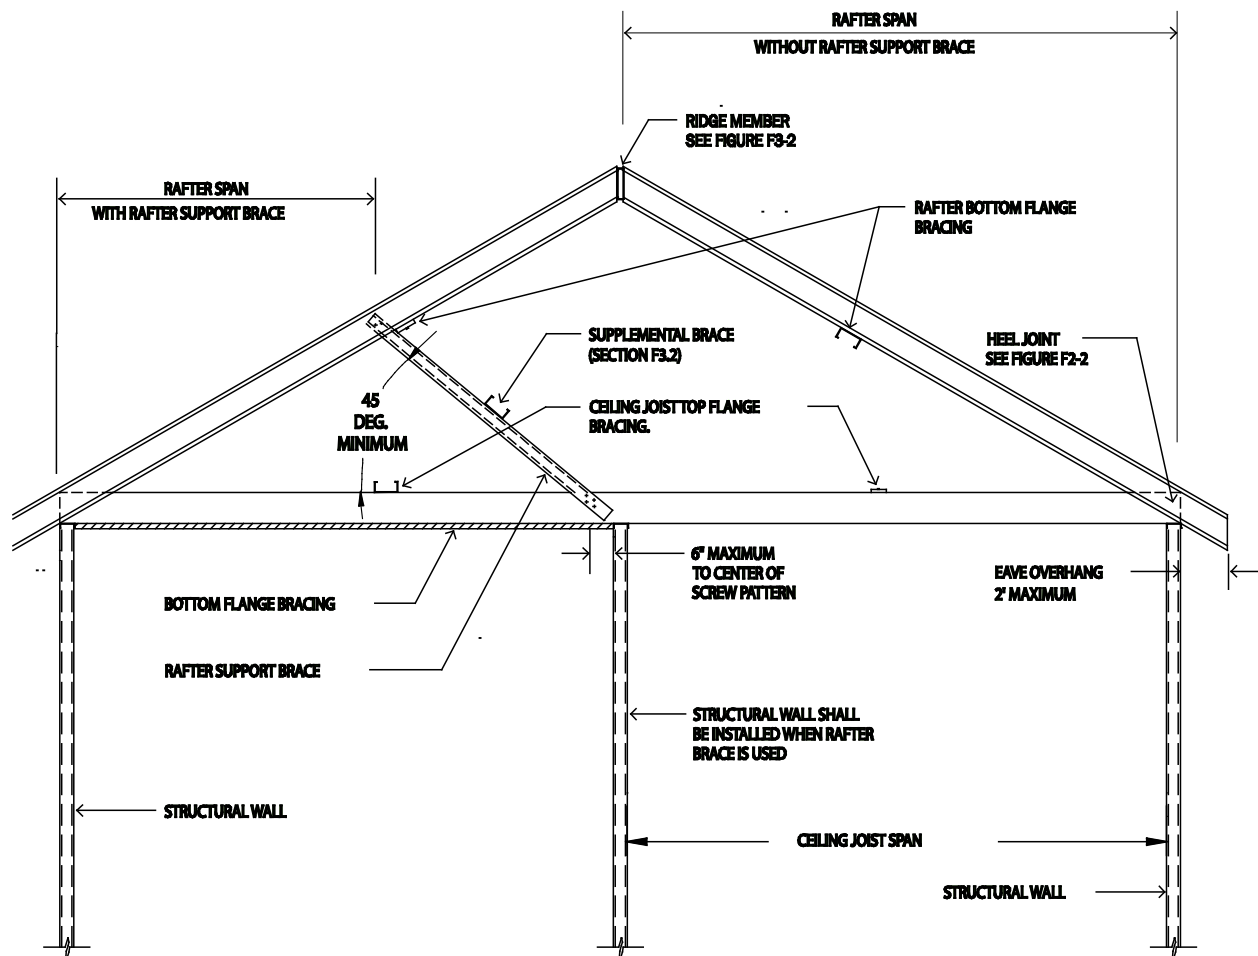 RAFTER SPAN
WITHOUT RAFTER SUPPORT BRACE
RIDGE MEMBER
SEE FIGURE F3-2
RAFTER SPAN
WITH RAFTER SUPPORT BRACE
RAFTER BOTTOM FLANGE
BRACING
SUPPLEMENTAL BRACE
(SECTION F3.2)
HEEL JOINT
SEE FIGURE F2-2
45
DEG.
MINIMUM
CEILING JOIST TOP FLANGE
BRACING.
6" MAXIMUM
TO CENTER OF
SCREW PATTERN
EAVE OVERHANG
2' MAXIMUM
BOTTOM FLANGE BRACING
RAFTER SUPPORT BRACE
STRUCTURAL WALL SHALL
BE INSTALLED WHEN RAFTER
BRACE IS USED
STRUCTURAL WALL
CEILING JOIST SPAN
STRUCTURAL WALL